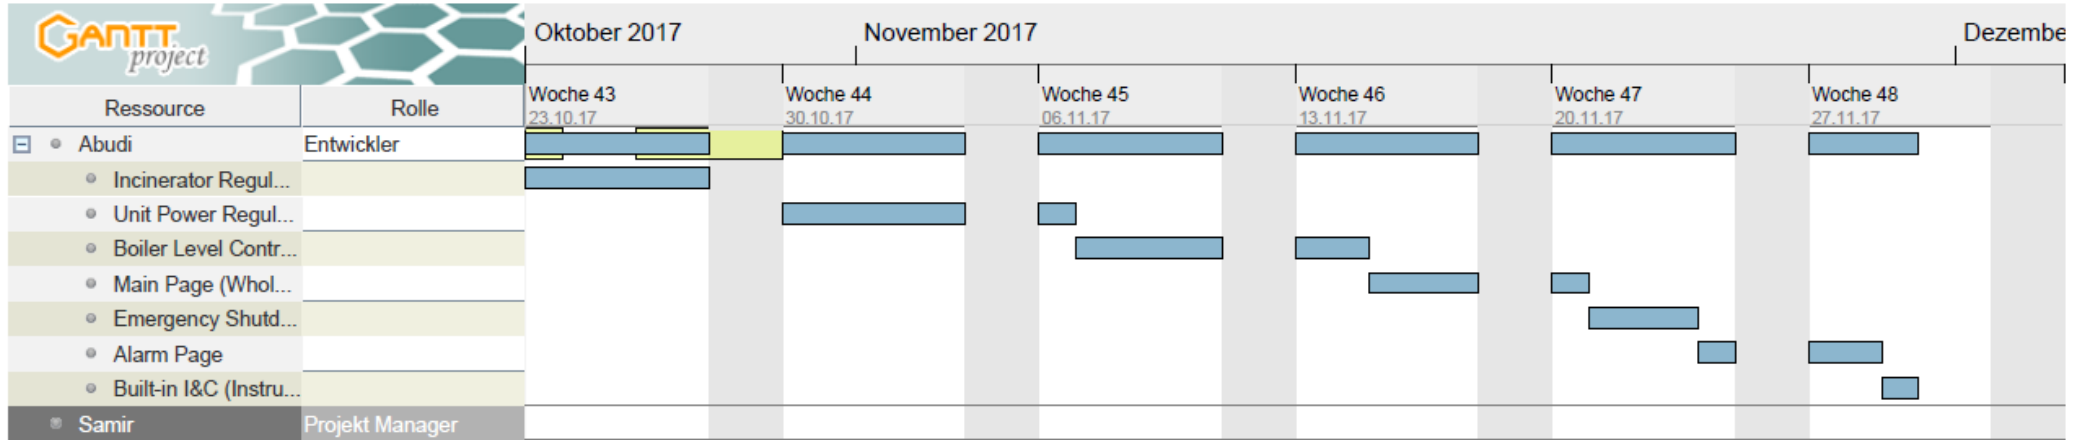 GANTT
project
Oktober 2017
November 2017
Dezembe
Ressource
Rolle
Woche 43
Woche 44
Woche 45
Woche 46
Woche 47
Woche 48
23.10.17
30.10.17
06.11.17
13.11.17
20.11.17
27.11.17
Abudi
Entwickler
Incinerator Regul...
Unit Power Regul...
Boiler Level Contr...
Main Page (Whol...
Emergency Shutd...
Alarm Page
Built-in I&C (Instru...
Samir
Projekt Manager